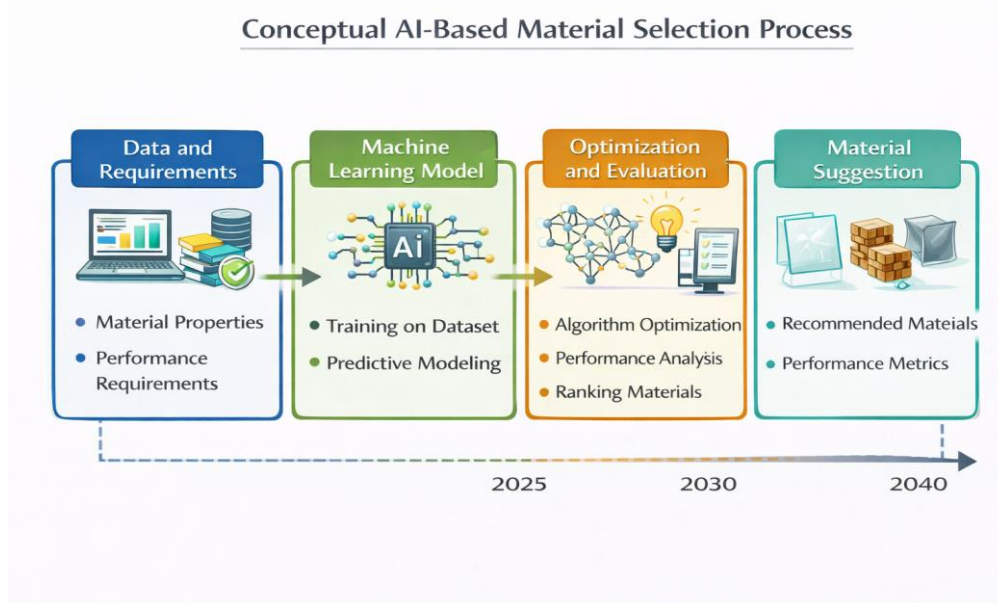 Conceptual AI-Based Material Selection Process
Data and
Requirements
• Material Properties
• Performance
Requirements
Machine
Learning Model
Ai
• Training on Dataset
• Predictive Modeling
Optimization
and Evaluation
• Algorithm Optimization
• Performance Analysis
• Ranking Materials
Material
Suggestion
• Recommended Mateials
• Performance Metrics
2025
2030
2040